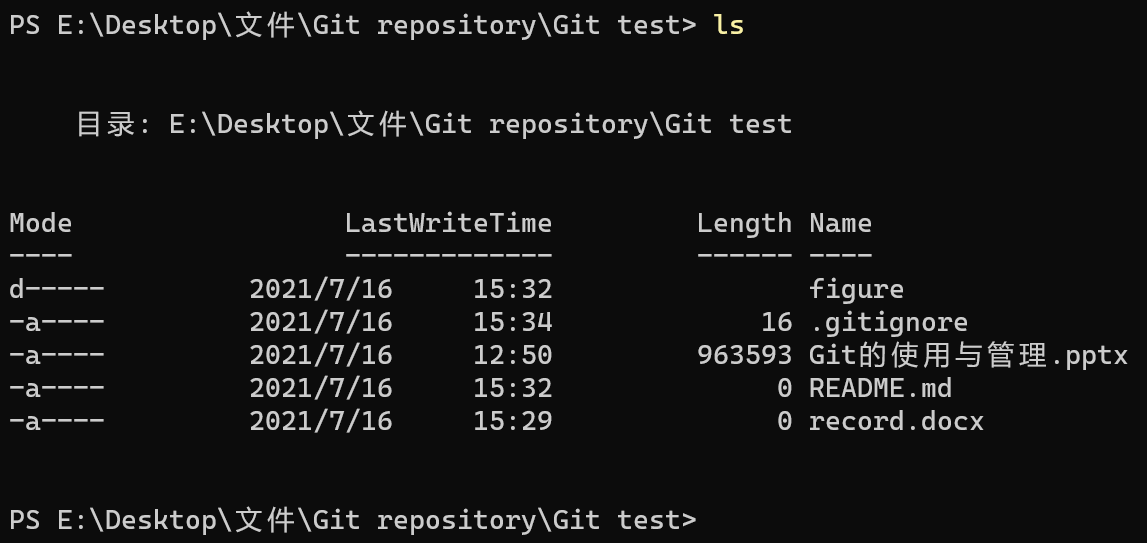 PS E:\Desktop\文件\Git repository\Git test> ls
目录: E:\Desktop\文件\Git repository\Git test
Mode                 LastWriteTime         Length Name
----                 -------------         ------ ----
d-----         2021/7/16     15:32                figure
-a----         2021/7/16     15:34             16 .gitignore
-a----         2021/7/16     12:50         963593 Git的使用与管理.pptx
-a----         2021/7/16     15:32              0 README.md
-a----         2021/7/16     15:29              0 record.docx
PS E:\Desktop\文件\Git repository\Git test>